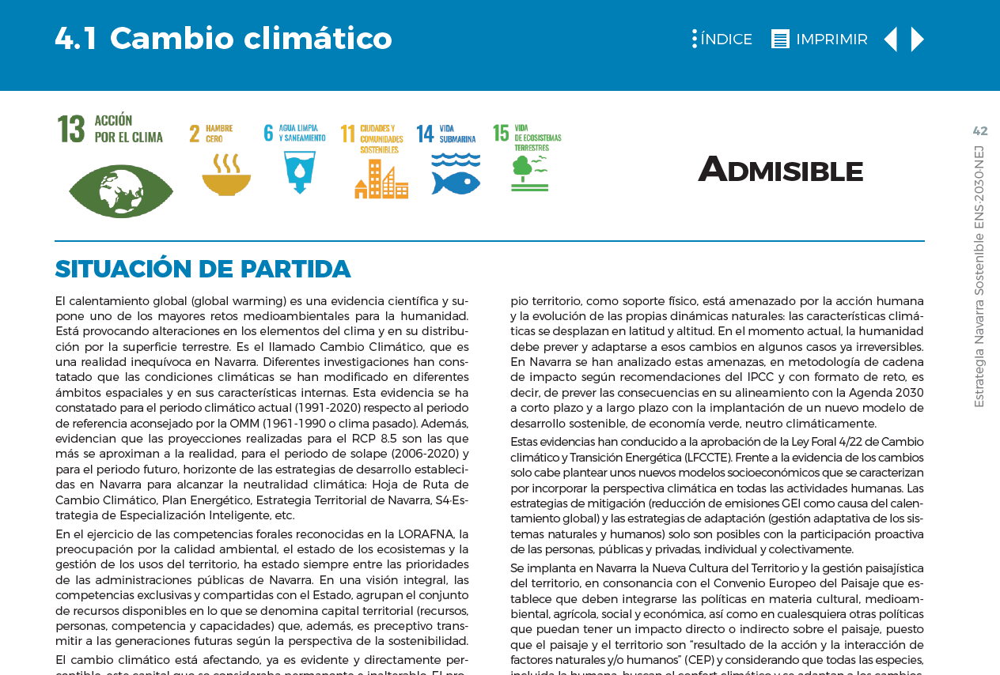 4.1 Cambio climático
ÍNDICE
IMPRIMIR
13 ACCIÓN
POR EL CLIMA
2 HAMBRE
CERO
6 AGUA LIMPIA
Y SANEAMIENTO
11 CIUDADES Y
COMUNIDADES
SOSTENIBLES
14 VIDA
SUBMARINA
15 VIDA
DE ECOSISTEMAS
TERRESTRES
ADMISIBLE
42
Estrategia Navarra Sostenible ENS·2030·NEJ
SITUACIÓN DE PARTIDA
El calentamiento global (global warming) es una evidencia científica y su-
pone uno de los mayores retos medioambientales para la humanidad.
Está provocando alteraciones en los elementos del clima y en su distribu-
ción por la superficie terrestre. Es el llamado Cambio Climático, que es
una realidad inequívoca en Navarra. Diferentes investigaciones han cons-
tatado que las condiciones climáticas se han modificado en diferentes
ámbitos espaciales y en sus características internas. Esta evidencia se ha
constatado para el periodo climático actual (1991-2020) respecto al periodo
de referencia aconsejado por la OMM (1961-1990 o clima pasado). Además,
evidencian que las proyecciones realizadas para el RCP 8.5 son las que
más se aproximan a la realidad, para el periodo de solape (2006-2020) y
para el periodo futuro, horizonte de las estrategias de desarrollo estableci-
das en Navarra para alcanzar la neutralidad climática: Hoja de Ruta de
Cambio Climático, Plan Energético, Estrategia Territorial de Navarra, S4·Es-
trategia de Especialización Inteligente, etc.
En el ejercicio de las competencias forales reconocidas en la LORAFNA, la
preocupación por la calidad ambiental, el estado de los ecosistemas y la
gestión de los usos del territorio, ha estado siempre entre las prioridades
de las administraciones públicas de Navarra. En una visión integral, las
competencias exclusivas y compartidas con el Estado, agrupan el conjunto
de recursos disponibles en lo que se denomina capital territorial (recursos,
personas, competencia y capacidades) que, además, es preceptivo trans-
mitir a las generaciones futuras según la perspectiva de la sostenibilidad.
El cambio climático está afectando, ya es evidente y directamente per-
ceptible, este capital que se consideraba permanente e inalterable. El pro-
pio territorio, como soporte físico, está amenazado por la acción humana
y la evolución de las propias dinámicas naturales: las características climá-
ticas se desplazan en latitud y altitud. En el momento actual, la humanidad
debe prever y adaptarse a esos cambios en algunos casos ya irreversibles.
En Navarra se han analizado estas amenazas, en metodología de cadena
de impacto según recomendaciones del IPCC y con formato de reto, es
decir, de prever las consecuencias en su alineamiento con la Agenda 2030
a corto plazo y a largo plazo con la implantación de un nuevo modelo de
desarrollo sostenible, de economía verde, neutro climáticamente.
Estas evidencias han conducido a la aprobación de la Ley Foral 4/22 de Cambio
climático y Transición Energética (LFCCTE). Frente a la evidencia de los cambios
solo cabe plantear unos nuevos modelos socioeconómicos que se caracterizan
por incorporar la perspectiva climática en todas las actividades humanas. Las
estrategias de mitigación (reducción de emisiones GEI como causa del calen-
tamiento global) y las estrategias de adaptación (gestión adaptativa de los sis-
temas naturales y humanos) solo son posibles con la participación proactiva
de las personas, públicas y privadas, individual y colectivamente.
Se implanta en Navarra la Nueva Cultura del Territorio y la gestión paisajística
del territorio, en consonancia con el Convenio Europeo del Paisaje que es-
tablece que deben integrarse las políticas en materia cultural, medioam-
biental, agrícola, social y económica, así como en cualesquiera otras políticas
que puedan tener un impacto directo o indirecto sobre el paisaje, puesto
que el paisaje y el territorio son “resultado de la acción y la interacción de
factores naturales y/o humanos” (CEP) y considerando que todas las especies,
incluida la humana, buscan el confort climático y se adaptan a los cambios,